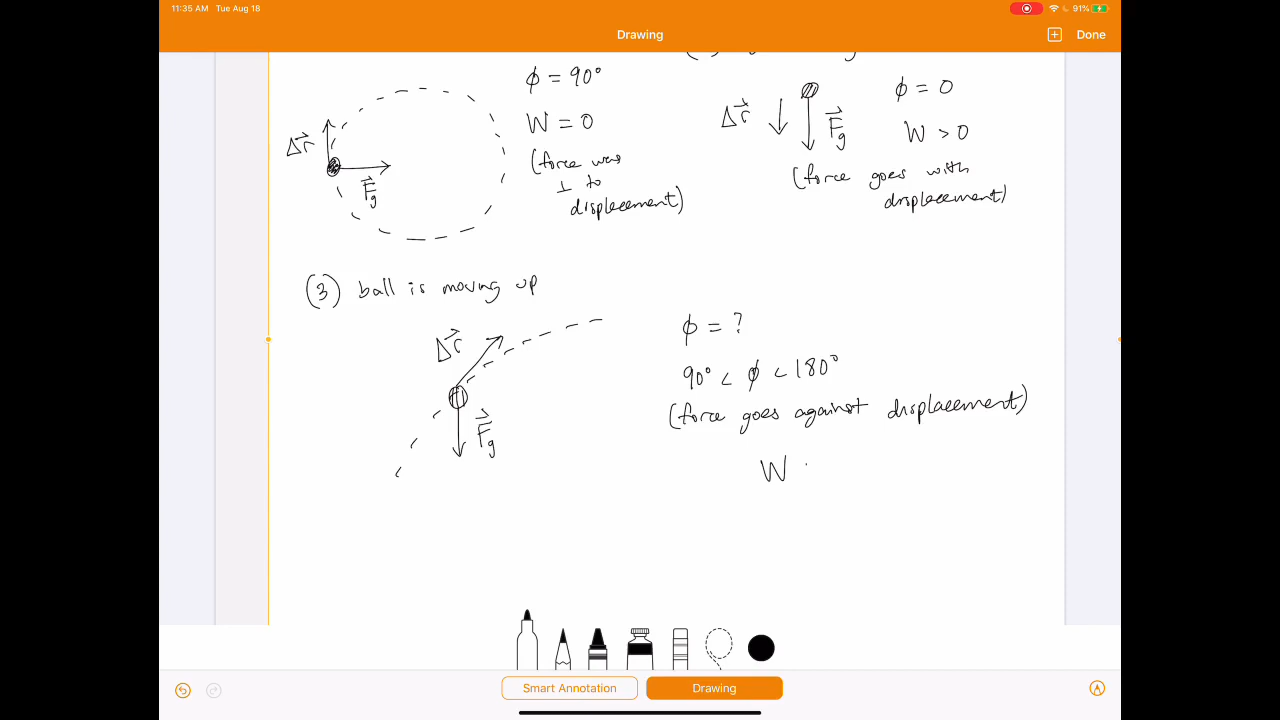 11:35 AM Tue Aug 18
91%
Drawing
Done
ϕ = 90°
W = 0
(force was
⊥ to
displacement)
Δr⃗
F⃗g
ϕ = 0
W > 0
(force goes with
displacement)
Δr⃗
F⃗g
(3) ball is moving up
Δr⃗
F⃗g
ϕ = ?
90° < ϕ < 180°
(force goes against displacement)
W
Smart Annotation
Drawing